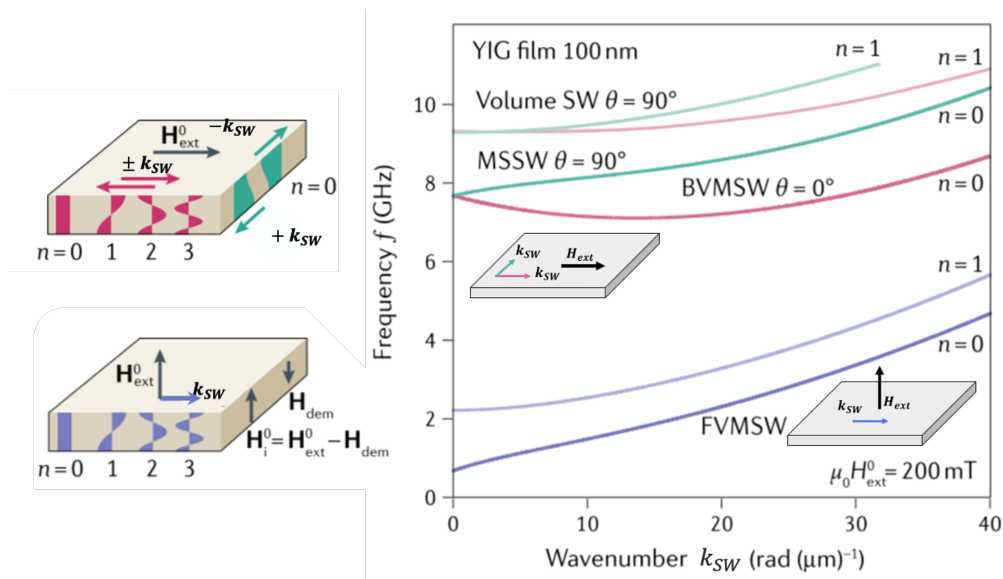 H⁰ext
−kSW
± kSW
n=0
+ kSW
n=0 1 2 3
H⁰ext
kSW
Hdem
H⁰i=H⁰ext−Hdem
n=0 1 2 3
Frequency f (GHz)
10
8
6
4
2
0
YIG film 100 nm
n=1
n=1
Volume SW θ = 90°
n=0
MSSW θ = 90°
BVMSW θ = 0°
n=0
kSW
kSW
Hext
n=1
n=0
kSW
Hext
FVMSW
μ₀H⁰ext= 200 mT
0 10 20 30 40
Wavenumber kSW (rad (μm)⁻¹